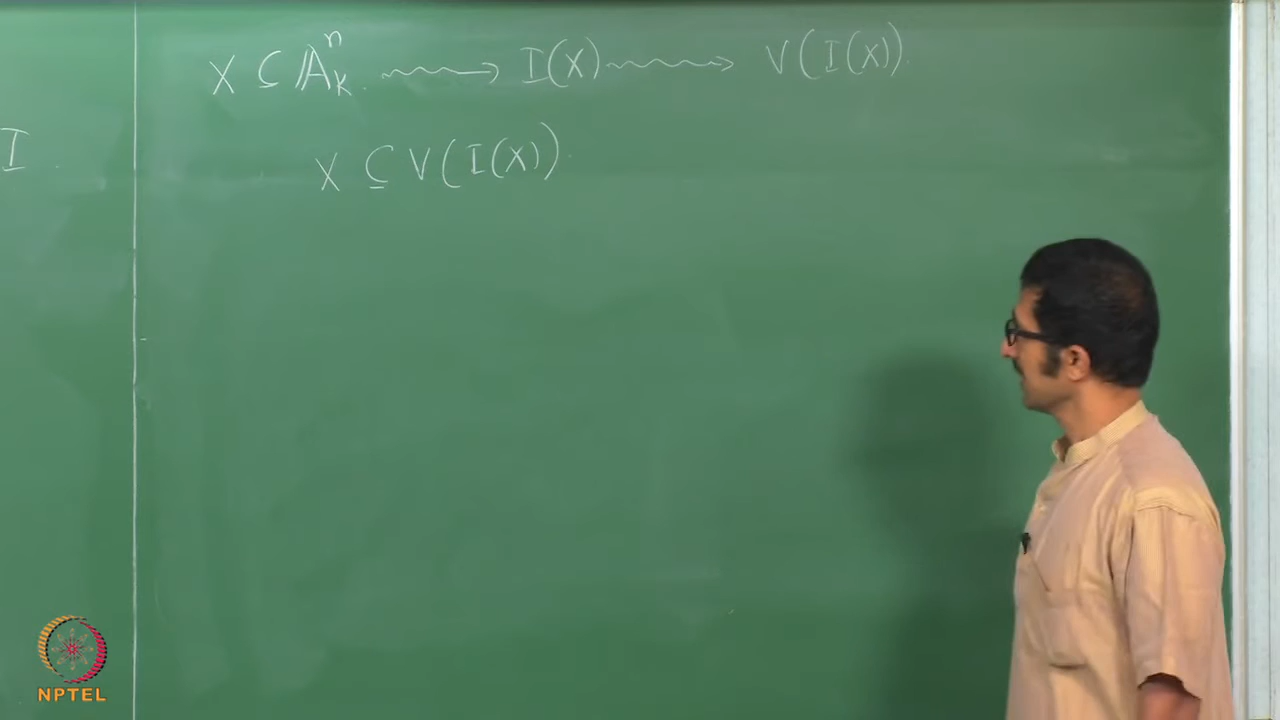 X ⊂ 𝔸ⁿₖ ⇝ I(X) ⇝ V(I(X)).
I.
X ⊆ V(I(X)).
NPTEL